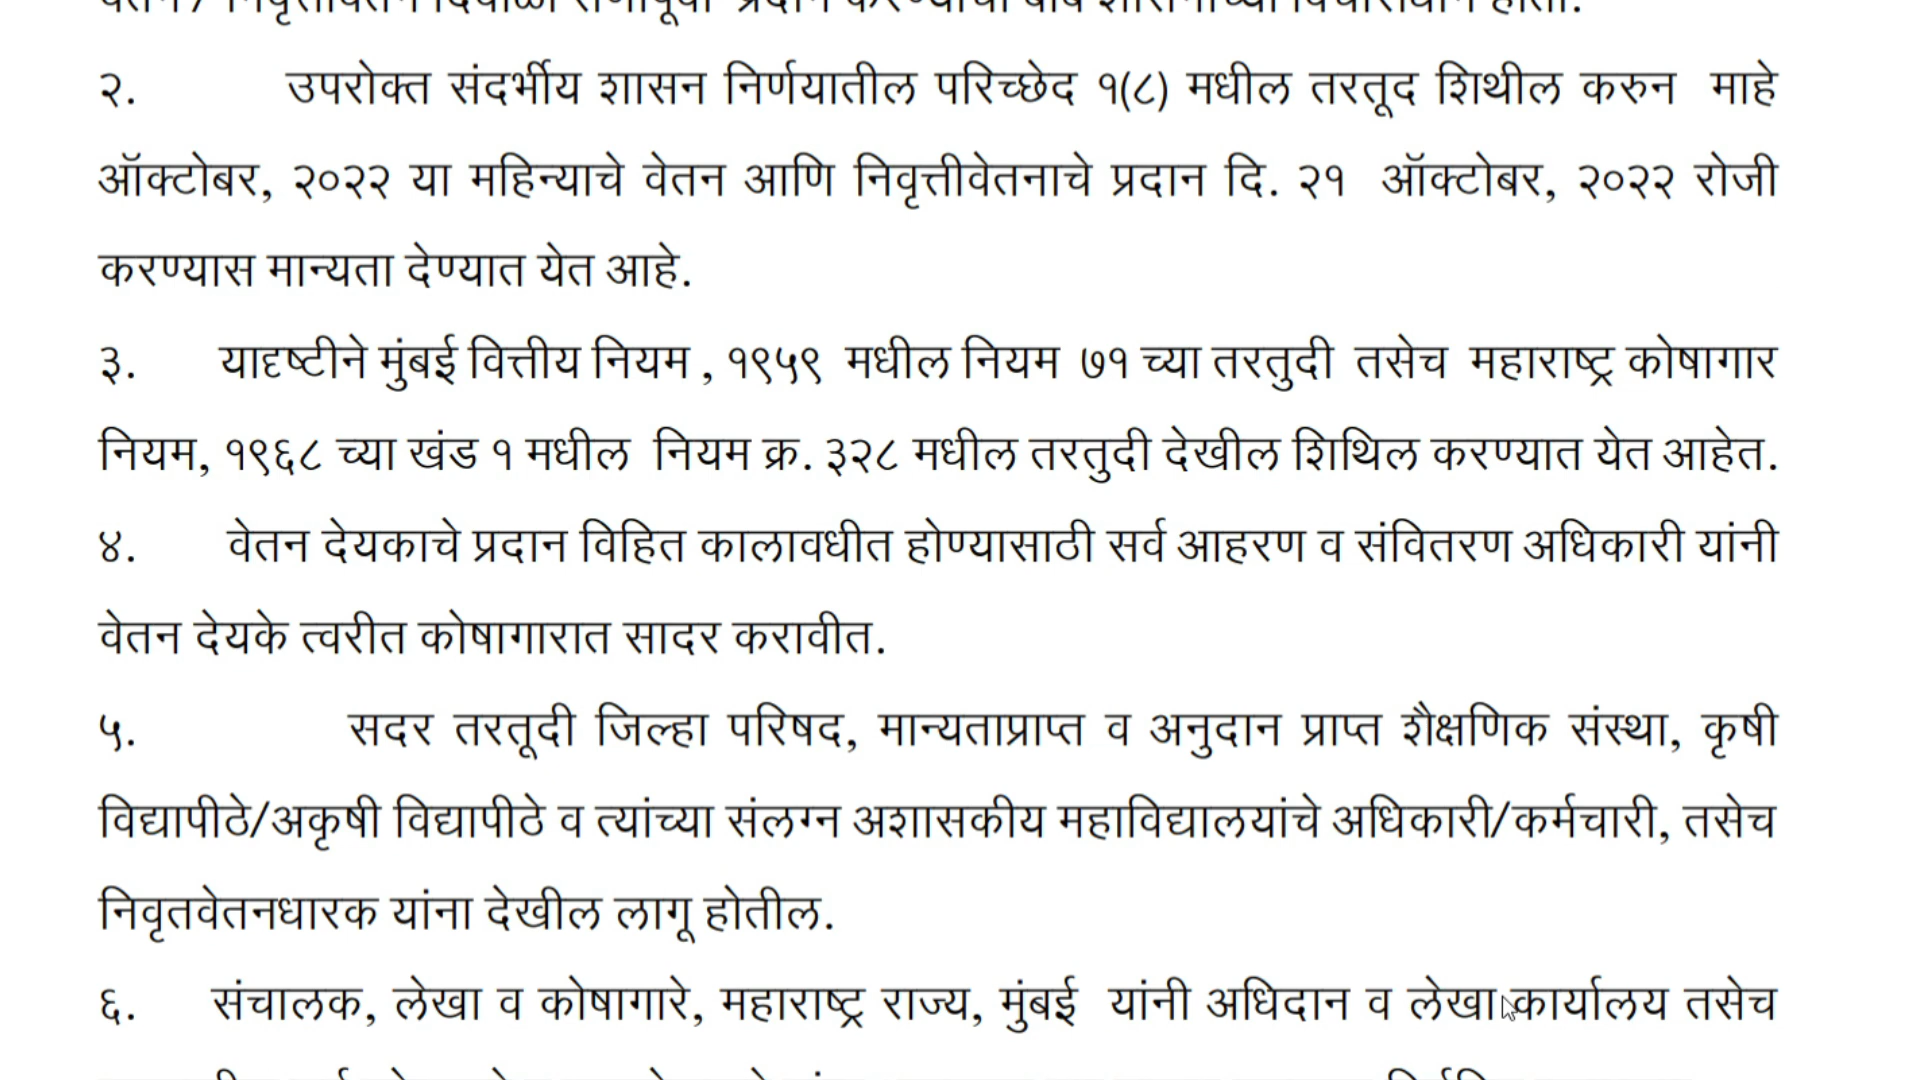 २. उपरोक्त संदर्भीय शासन निर्णयातील परिच्छेद १(८) मधील तरतूद शिथील करुन माहे
ऑक्टोबर, २०२२ या महिन्याचे वेतन आणि निवृत्तीवेतनाचे प्रदान दि. २१ ऑक्टोबर, २०२२ रोजी
करण्यास मान्यता देण्यात येत आहे.
३. यादृष्टीने मुंबई वित्तीय नियम , १९५९ मधील नियम ७१ च्या तरतुदी तसेच महाराष्ट्र कोषागार
नियम, १९६८ च्या खंड १ मधील नियम क्र. ३२८ मधील तरतुदी देखील शिथिल करण्यात येत आहेत.
४. वेतन देयकाचे प्रदान विहित कालावधीत होण्यासाठी सर्व आहरण व संवितरण अधिकारी यांनी
वेतन देयके त्वरीत कोषागारात सादर करावीत.
५. सदर तरतूदी जिल्हा परिषद, मान्यताप्राप्त व अनुदान प्राप्त शैक्षणिक संस्था, कृषी
विद्यापीठे/अकृषी विद्यापीठे व त्यांच्या संलग्न अशासकीय महाविद्यालयांचे अधिकारी/कर्मचारी, तसेच
निवृतवेतनधारक यांना देखील लागू होतील.
६. संचालक, लेखा व कोषागारे, महाराष्ट्र राज्य, मुंबई यांनी अधिदान व लेखा कार्यालय तसेच